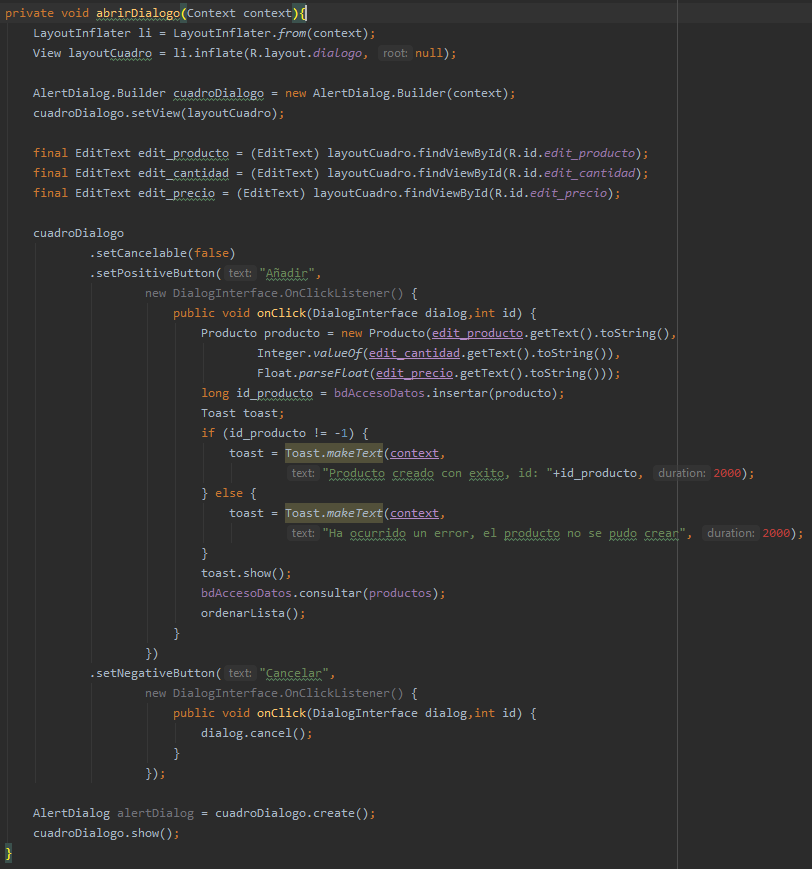 private void abrirDialogo(Context context){
LayoutInflater li = LayoutInflater.from(context);
View layoutCuadro = li.inflate(R.layout.dialogo, root: null);
AlertDialog.Builder cuadroDialogo = new AlertDialog.Builder(context);
cuadroDialogo.setView(layoutCuadro);
final EditText edit_producto = (EditText) layoutCuadro.findViewById(R.id.edit_producto);
final EditText edit_cantidad = (EditText) layoutCuadro.findViewById(R.id.edit_cantidad);
final EditText edit_precio = (EditText) layoutCuadro.findViewById(R.id.edit_precio);
cuadroDialogo
.setCancelable(false)
.setPositiveButton( text: "Añadir",
new DialogInterface.OnClickListener() {
public void onClick(DialogInterface dialog,int id) {
Producto producto = new Producto(edit_producto.getText().toString(),
Integer.valueOf(edit_cantidad.getText().toString()),
Float.parseFloat(edit_precio.getText().toString()));
long id_producto = bdAccesoDatos.insertar(producto);
Toast toast;
if (id_producto != -1) {
toast = Toast.makeText(context,
text: "Producto creado con exito, id: "+id_producto, duration: 2000);
} else {
toast = Toast.makeText(context,
text: "Ha ocurrido un error, el producto no se pudo crear", duration: 2000);
}
toast.show();
bdAccesoDatos.consultar(productos);
ordenarLista();
}
})
.setNegativeButton( text: "Cancelar",
new DialogInterface.OnClickListener() {
public void onClick(DialogInterface dialog,int id) {
dialog.cancel();
}
});
AlertDialog alertDialog = cuadroDialogo.create();
cuadroDialogo.show();
}